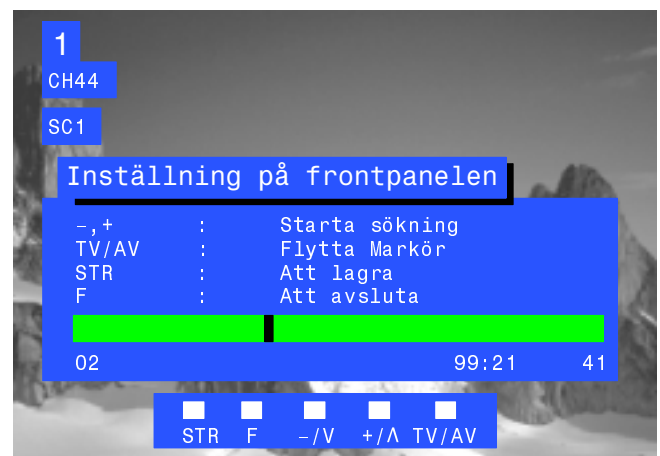 1
CH44
SC1
Inställning på frontpanelen
–,+ : Starta sökning
TV/AV : Flytta Markör
STR : Att lagra
F : Att avsluta
02 99:21 41
STR F –/V +/Λ TV/AV